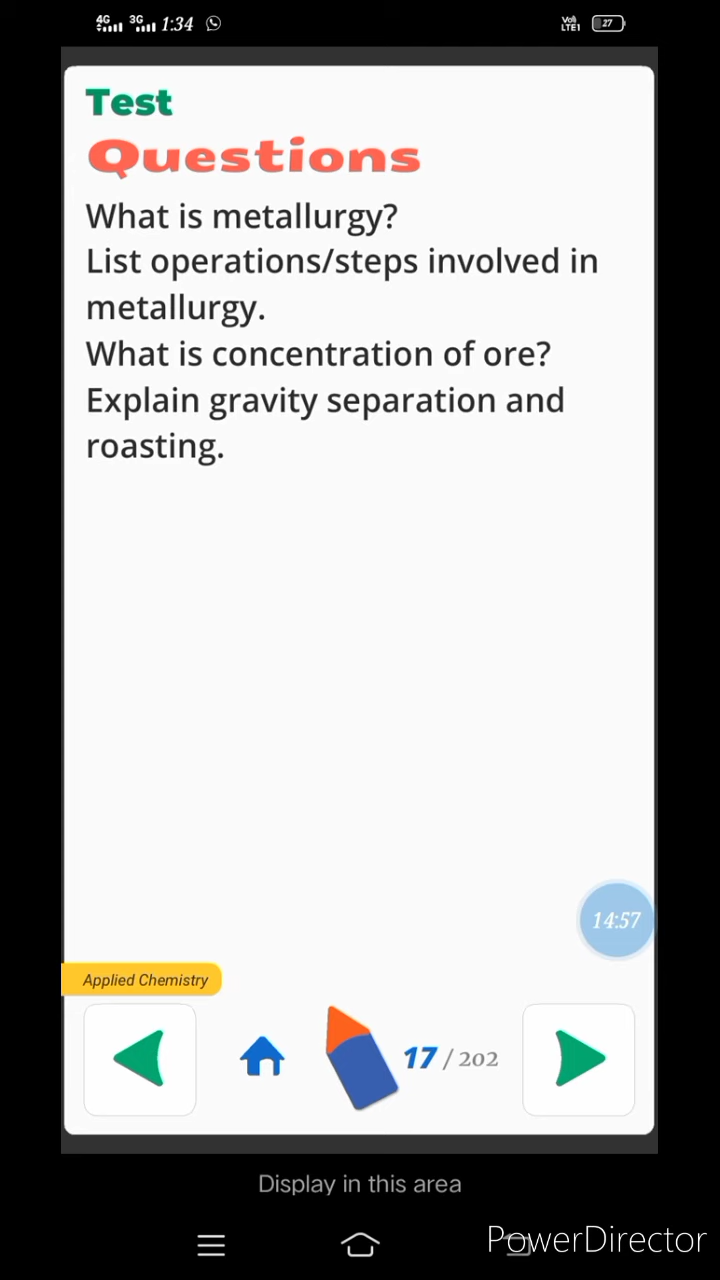 4G 3G 1:34 VoLTE1 27
Test
Questions
What is metallurgy?
List operations/steps involved in
metallurgy.
What is concentration of ore?
Explain gravity separation and
roasting.
14:57
Applied Chemistry
17 / 202
Display in this area
PowerDirector